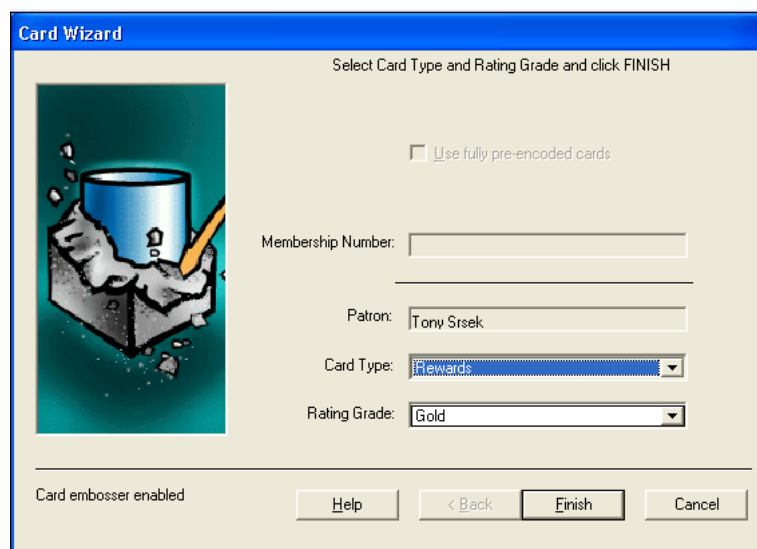 Card Wizard
Select Card Type and Rating Grade and click FINISH
Use fully pre-encoded cards
Membership Number:
Patron: Tony Srsek
Card Type: Rewards
Rating Grade: Gold
Card embosser enabled
Help < Back Finish Cancel